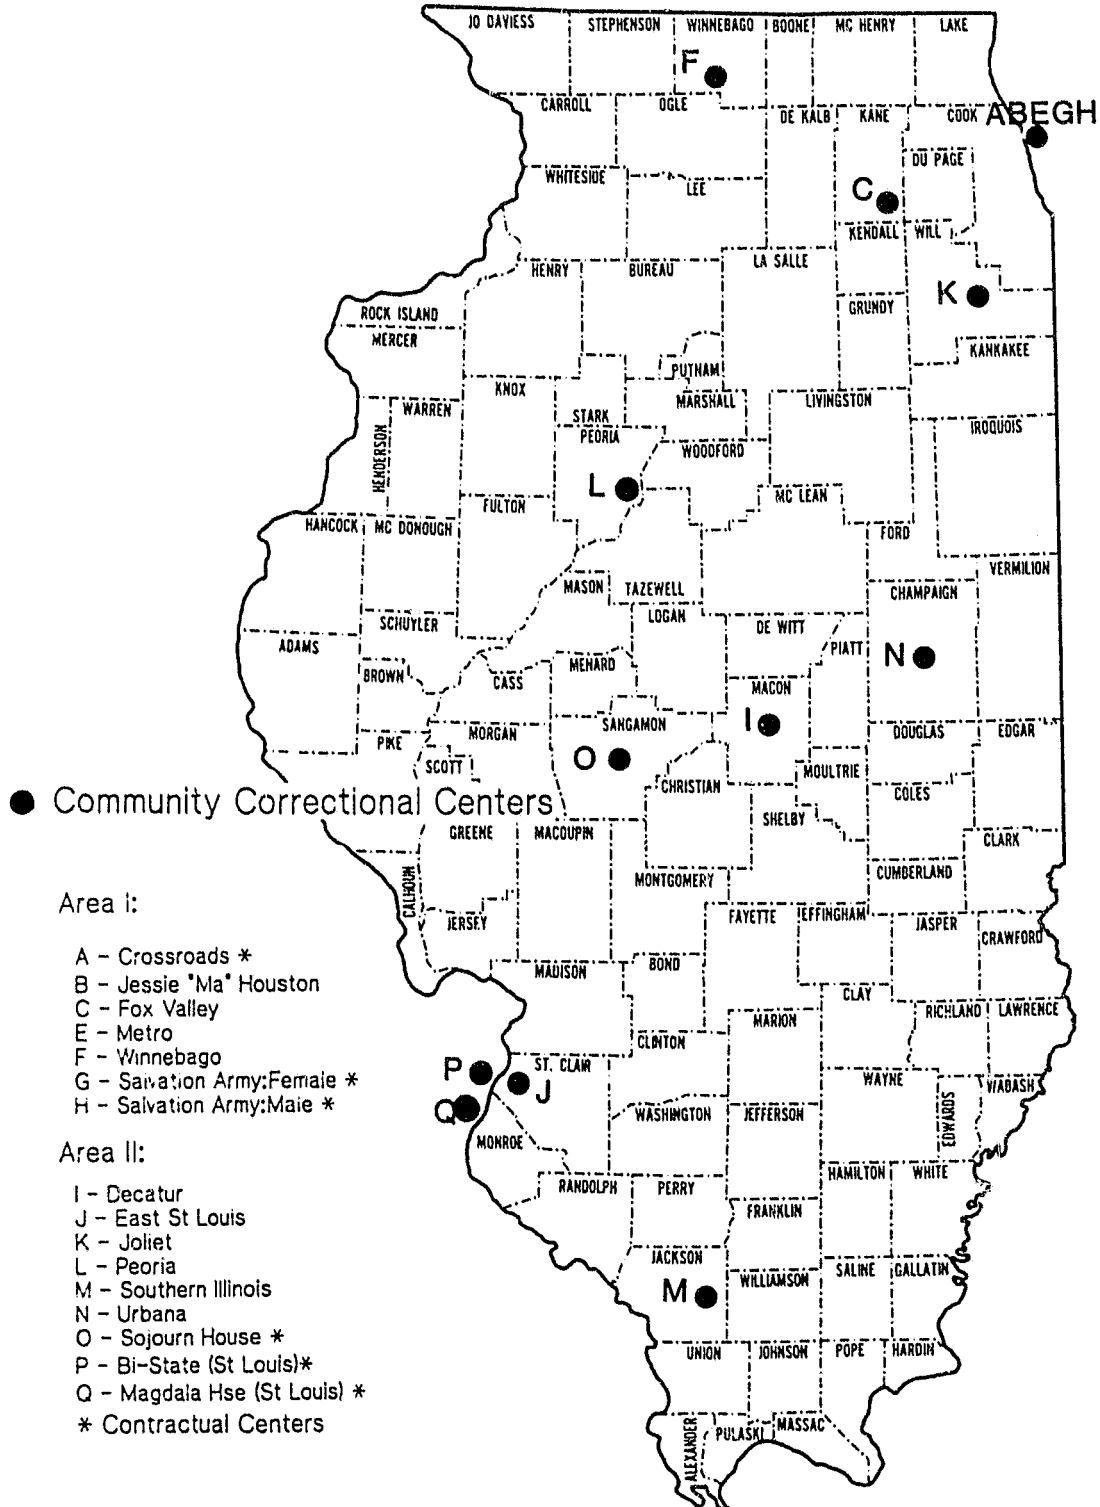 JO DAVIESS
STEPHENSON
WINNEBAGO
BOONE
MC HENRY
LAKE
F
CARROLL
OGLE
DE KALB
KANE
COOK
ABEGH
DU PAGE
WHITESIDE
LEE
C
KENDALL
WILL
HENRY
BUREAU
LA SALLE
K
ROCK ISLAND
GRUNDY
MERCER
KANKAKEE
PUTNAM
KNOX
MARSHALL
LIVINGSTON
WARREN
STARK
IROQUOIS
HENDERSON
PEORIA
WOODFORD
L
MC LEAN
FULTON
HANCOCK
MC DONOUGH
FORD
VERMILION
MASON
TAZEWELL
CHAMPAIGN
LOGAN
SCHUYLER
DE WITT
PIATT
ADAMS
N
MENARD
BROWN
CASS
MACON
I
SANGAMON
MORGAN
PIKE
DOUGLAS
EDGAR
O
SCOTT
MOULTRIE
CHRISTIAN
COLES
● Community Correctional Centers
SHELBY
GREENE
MACOUPIN
CLARK
CUMBERLAND
MONTGOMERY
CALHOUN
FAYETTE
EFFINGHAM
JERSEY
JASPER
CRAWFORD
MADISON
BOND
CLAY
RICHLAND
LAWRENCE
MARION
CLINTON
ST. CLAIR
P
J
WAYNE
WABASH
Q
WASHINGTON
JEFFERSON
EDWARDS
MONROE
HAMILTON
WHITE
RANDOLPH
PERRY
FRANKLIN
JACKSON
WILLIAMSON
SALINE
GALLATIN
M
UNION
JOHNSON
POPE
HARDIN
ALEXANDER
PULASKI
MASSAC
Area I:
A - Crossroads *
B - Jessie "Ma" Houston
C - Fox Valley
E - Metro
F - Winnebago
G - Salvation Army:Female *
H - Salvation Army:Male *
Area II:
I - Decatur
J - East St Louis
K - Joliet
L - Peoria
M - Southern Illinois
N - Urbana
O - Sojourn House *
P - Bi-State (St Louis)*
Q - Magdala Hse (St Louis) *
* Contractual Centers